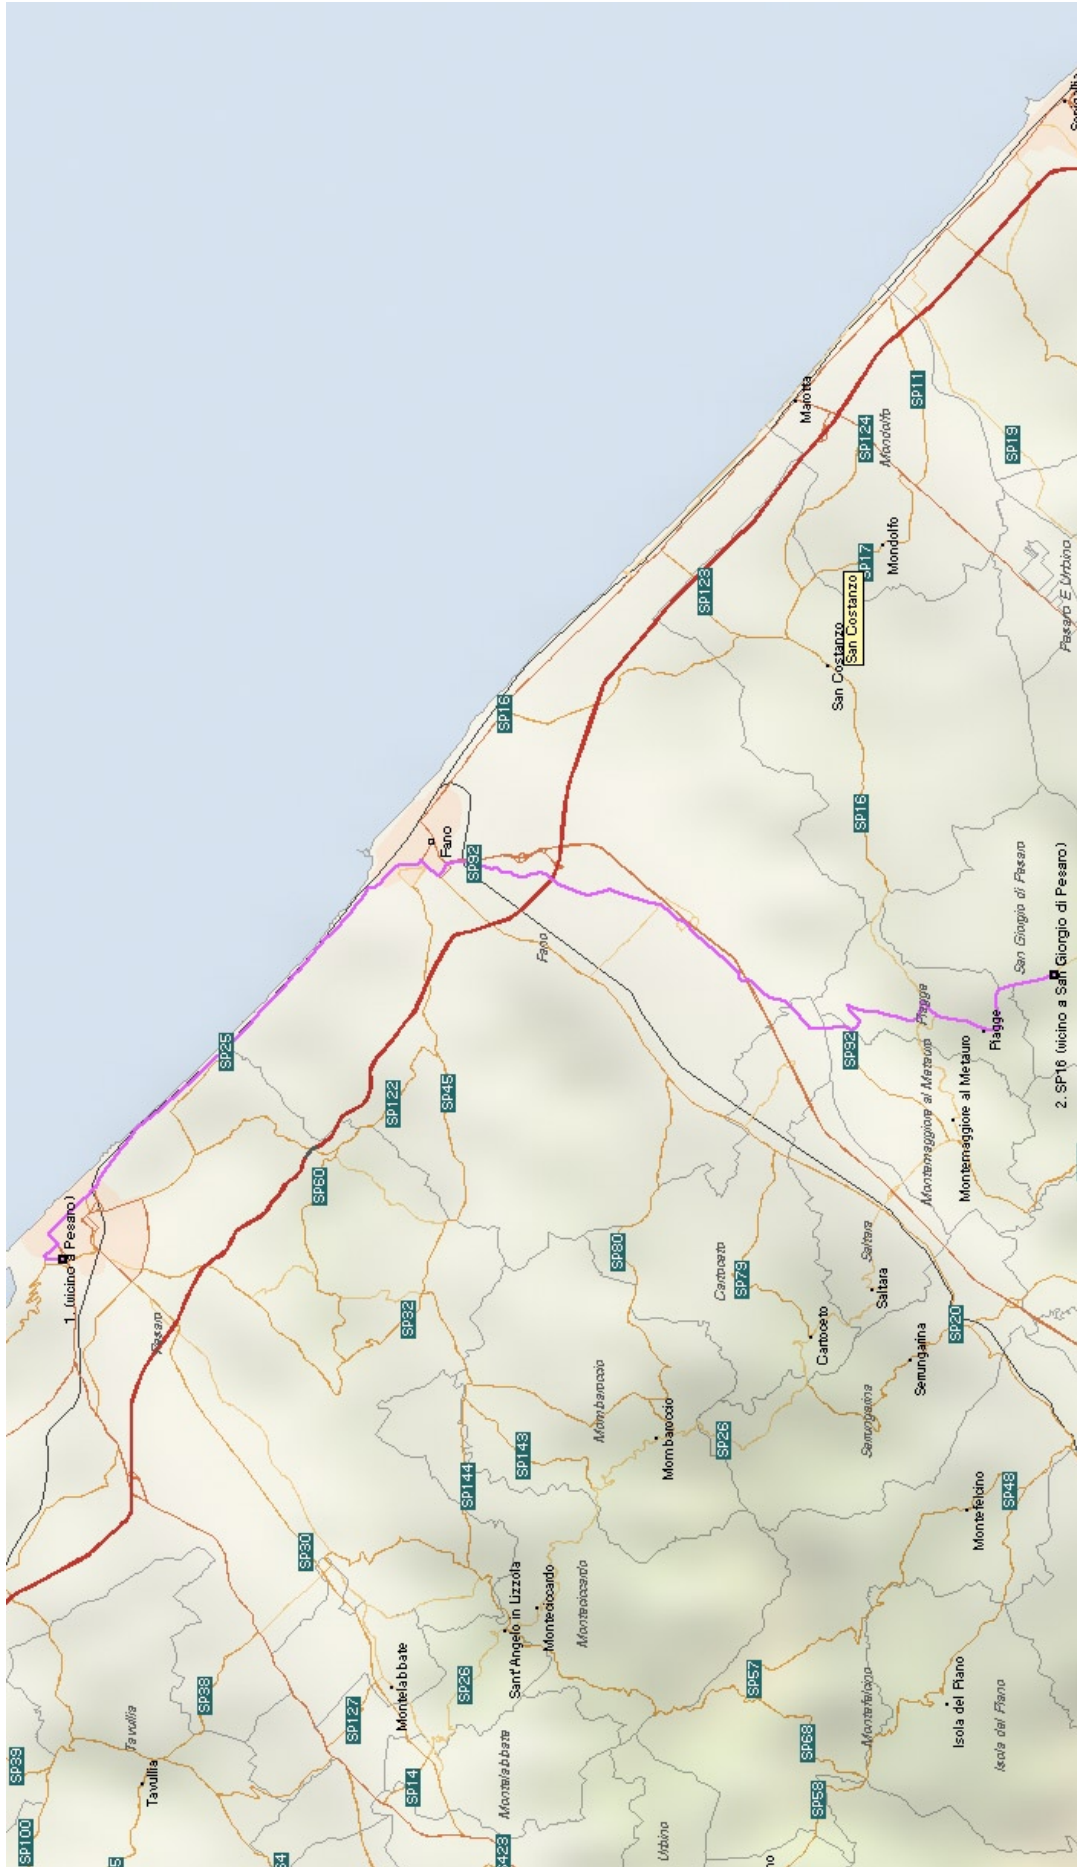 SP39
SP100
1. (vicino a Pesaro)
Tavullia
Tavullia
Pesaro
SP38
SP25
SP30
SP60
SP127
SP122
Montelabbate
SP32
SP14
SP45
Fano
SP26
SP144
SP92
SP16
Montelabbate
Sant'Angelo in Lizzola
SP143
Fano
Monteciccardo
Monteciccardo
Mombaroccio
SP80
Urbino
Mombaroccio
SP123
Cartoceto
SP26
SP79
SP57
Marotta
SP68
SP58
Cartoceto
San Costanzo
SP92
San Costanzo
SP16
SP17
SP124
Montefelcino
Serrungarina
Saltara
Saltara
Mondolfo
Mondolfo
SP11
Serrungarina
Montemaggiore al Metauro
Piagge
SP20
Isola del Piano
Montemaggiore al Metauro
Montefelcino
Piagge
Isola del Piano
SP48
SP19
San Giorgio di Pesaro
2. SP16 (vicino a San Giorgio di Pesaro)
Pesaro E Urbino